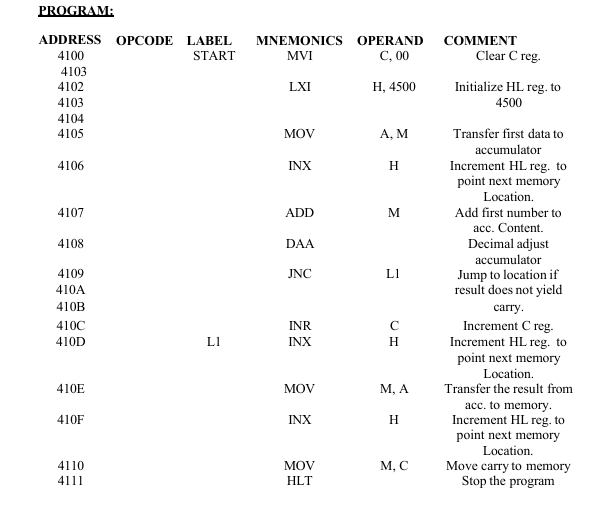 PROGRAM:
ADDRESS OPCODE LABEL MNEMONICS OPERAND COMMENT
4100 START MVI C, 00 Clear C reg.
4103
4102 LXI H, 4500 Initialize HL reg. to
4103 4500
4104
4105 MOV A, M Transfer first data to
accumulator
4106 INX H Increment HL reg. to
point next memory
Location.
4107 ADD M Add first number to
acc. Content.
4108 DAA Decimal adjust
accumulator
4109 JNC L1 Jump to location if
410A result does not yield
410B carry.
410C INR C Increment C reg.
410D L1 INX H Increment HL reg. to
point next memory
Location.
410E MOV M, A Transfer the result from
acc. to memory.
410F INX H Increment HL reg. to
point next memory
Location.
4110 MOV M, C Move carry to memory
4111 HLT Stop the program